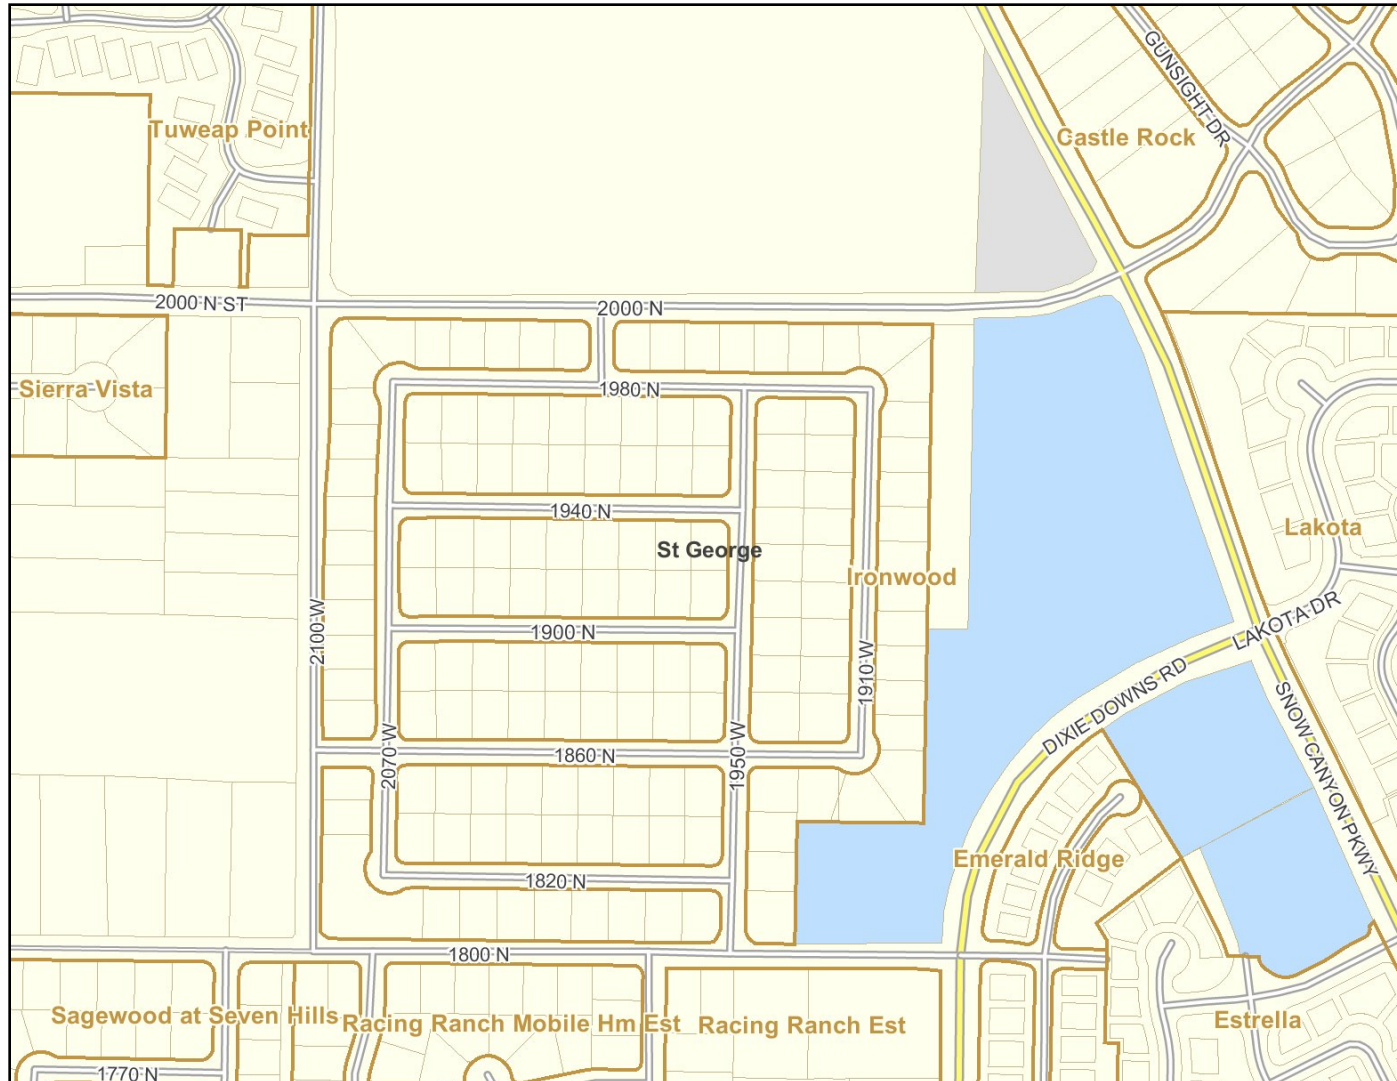 GUNSIGHT DR
Tuweap Point
Castle Rock
2000 N ST
2000 N
Sierra Vista
1980 N
1940 N
Lakota
St George
Ironwood
2100 W
1900 N
LAKOTA DR
1910 W
DIXIE DOWNS RD
SNOW CANYON PKWY
2070 W
1860 N
1950 W
Emerald Ridge
1820 N
1800 N
Sagewood at Seven Hills
Racing Ranch Mobile Hm Est
Racing Ranch Est
Estrella
1770 N